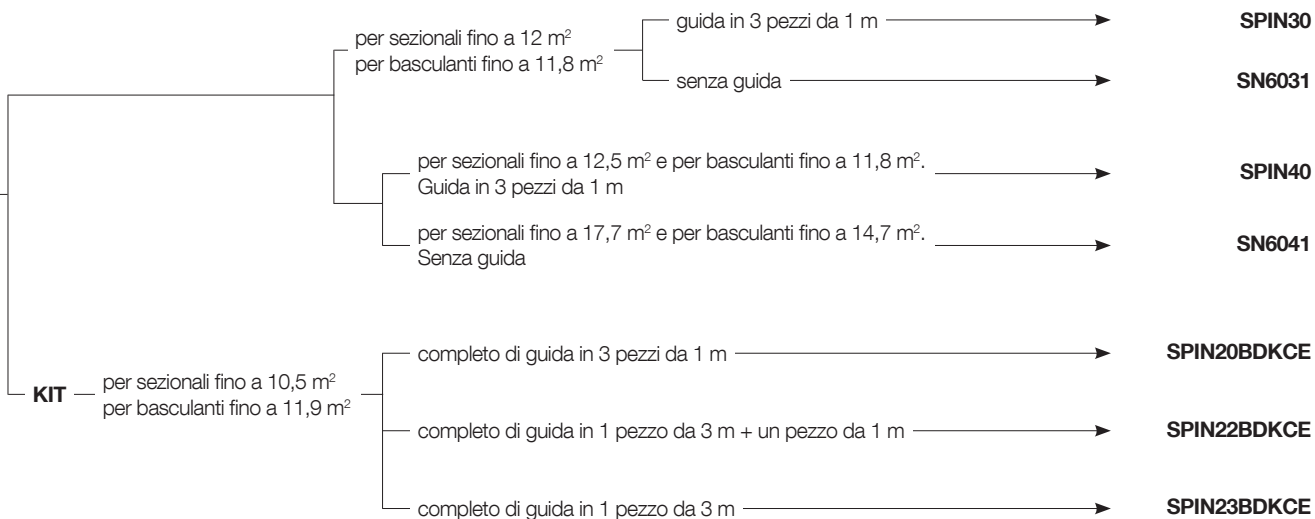 per sezionali fino a 12 m²
per basculanti fino a 11,8 m²
guida in 3 pezzi da 1 m
SPIN30
senza guida
SN6031
per sezionali fino a 12,5 m² e per basculanti fino a 11,8 m².
Guida in 3 pezzi da 1 m
SPIN40
per sezionali fino a 17,7 m² e per basculanti fino a 14,7 m².
Senza guida
SN6041
KIT
per sezionali fino a 10,5 m²
per basculanti fino a 11,9 m²
completo di guida in 3 pezzi da 1 m
SPIN20BDKCE
completo di guida in 1 pezzo da 3 m + un pezzo da 1 m
SPIN22BDKCE
completo di guida in 1 pezzo da 3 m
SPIN23BDKCE